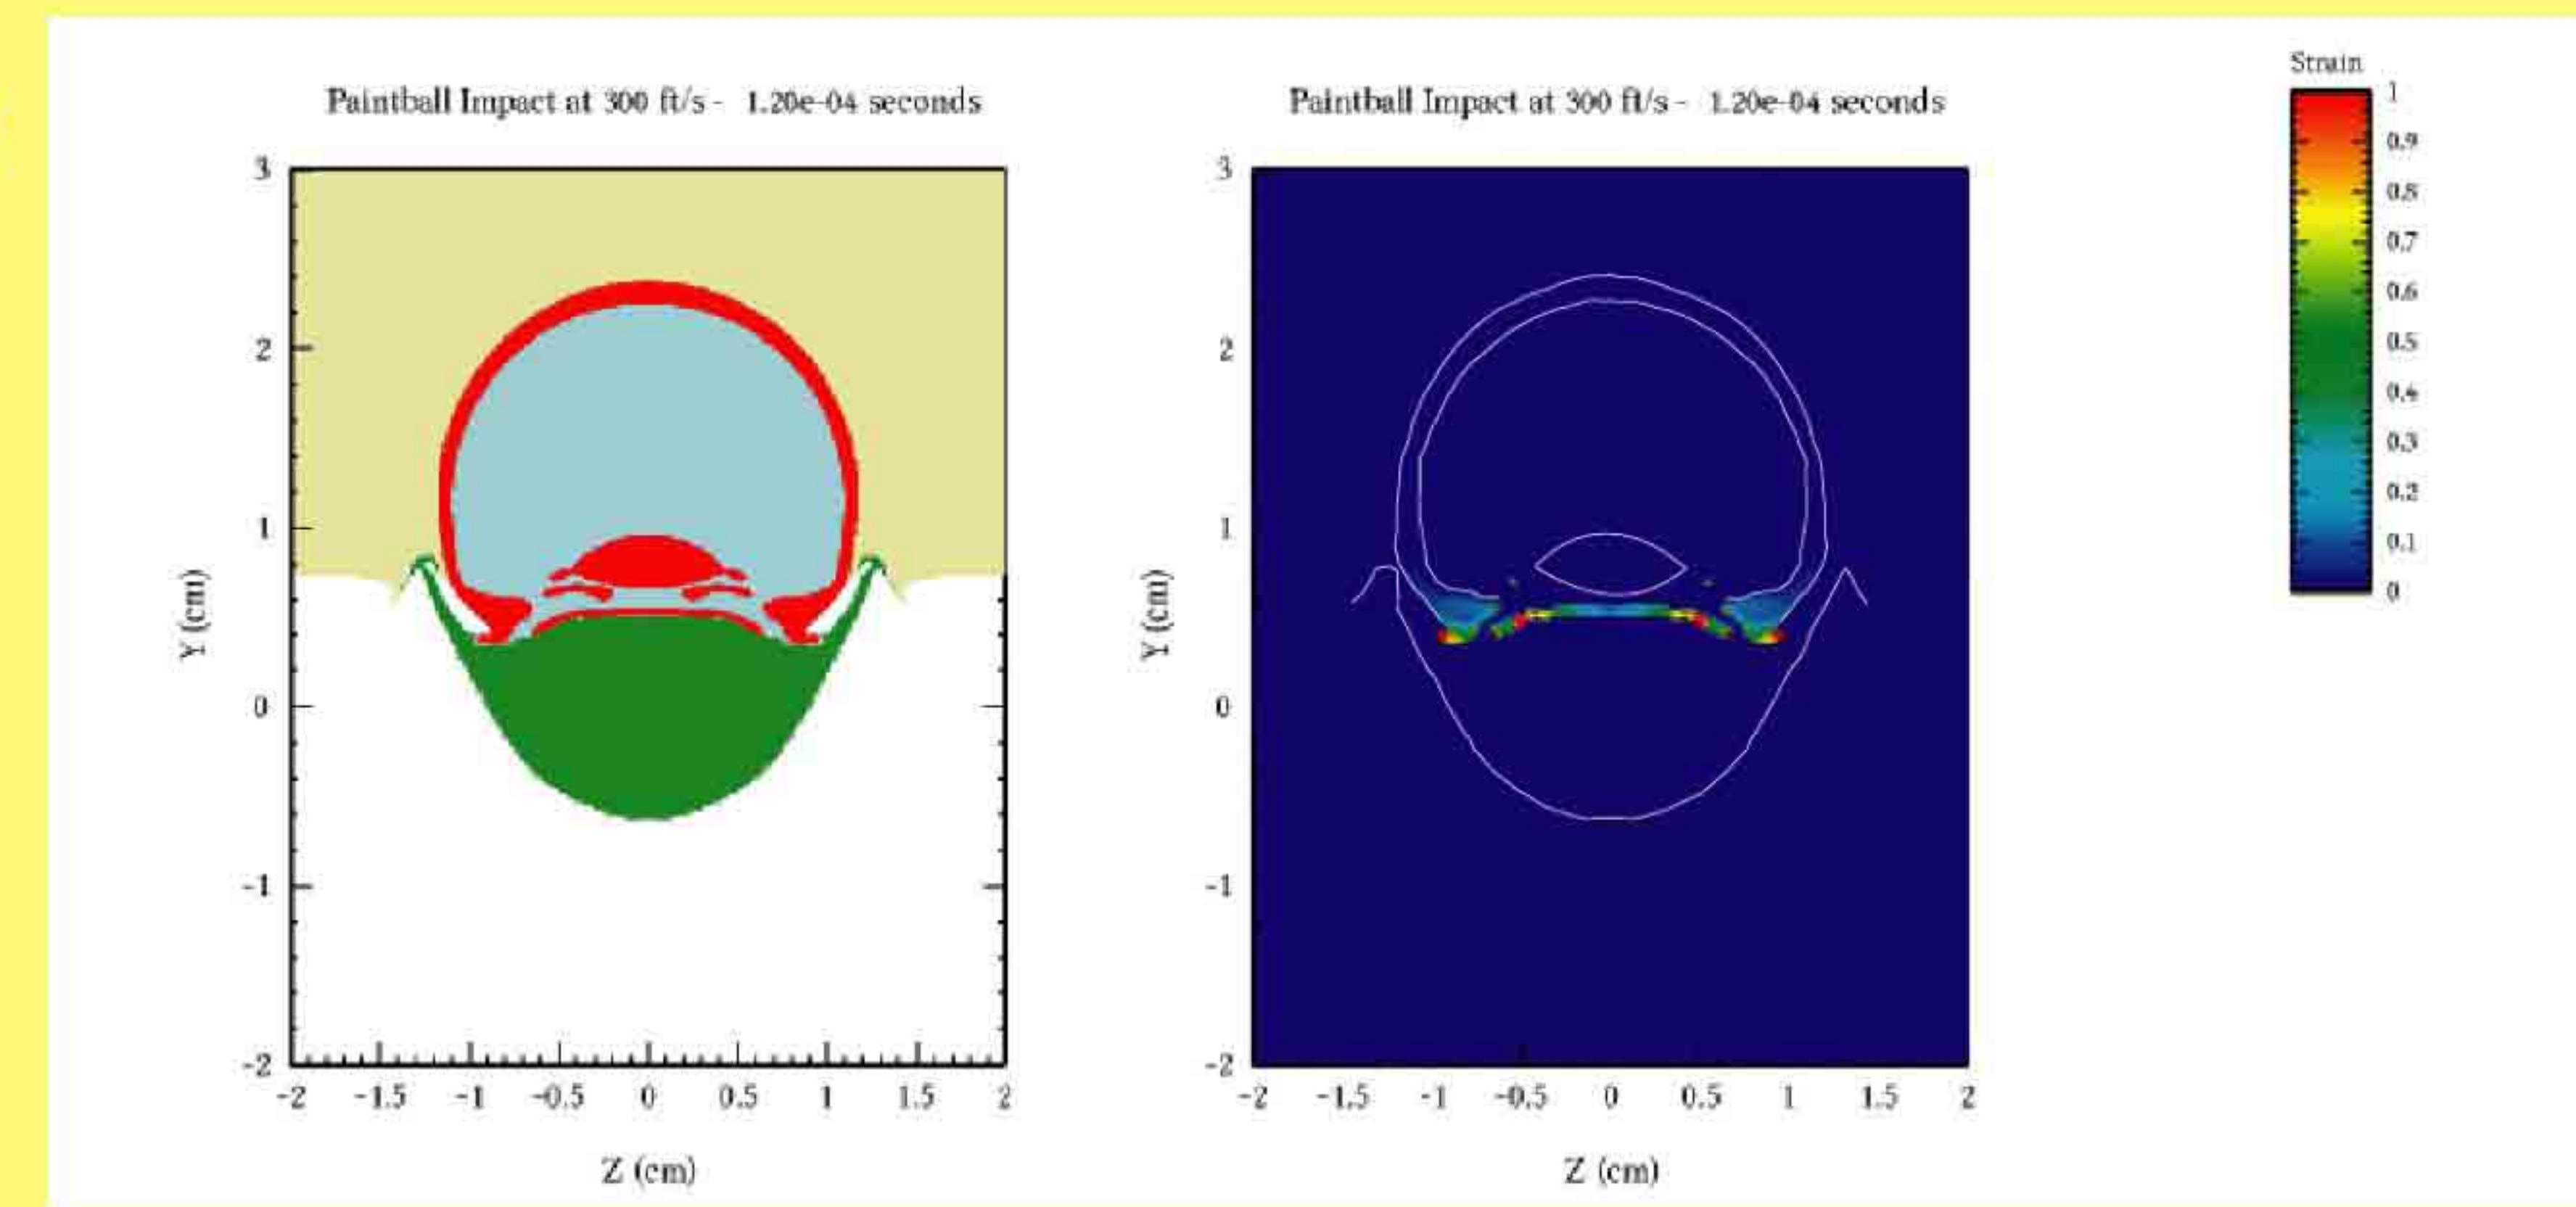 Paintball Impact at 300 ft/s - 1.20e-04 seconds
3
2
1
0
-1
-2
Y (cm)
-2 -1.5 -1 -0.5 0 0.5 1 1.5 2
Z (cm)
Paintball Impact at 300 ft/s - 1.20e-04 seconds
3
2
1
0
-1
-2
Y (cm)
-2 -1.5 -1 -0.5 0 0.5 1 1.5 2
Z (cm)
Strain
1
0.9
0.8
0.7
0.6
0.5
0.4
0.3
0.2
0.1
0